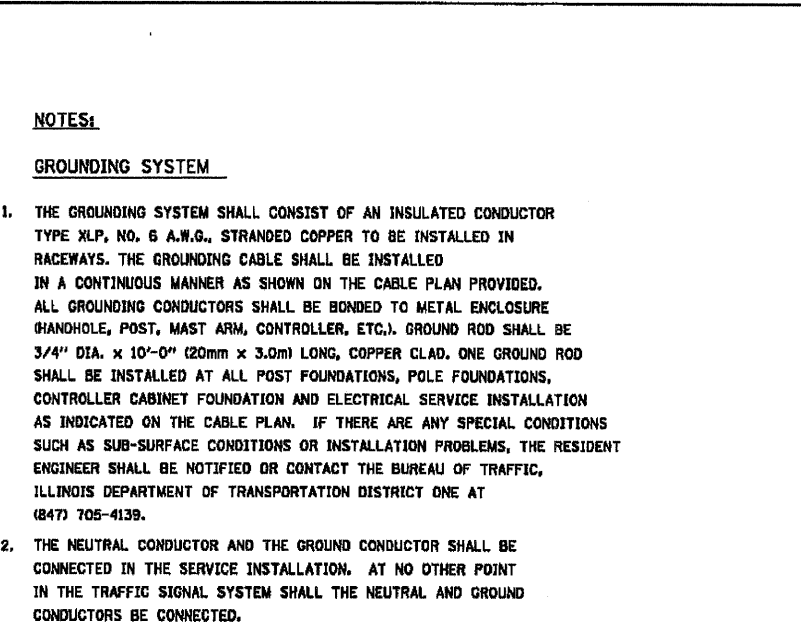 NOTES:
GROUNDING SYSTEM
1. THE GROUNDING SYSTEM SHALL CONSIST OF AN INSULATED CONDUCTOR
TYPE XLP, NO. 6 A.W.G., STRANDED COPPER TO BE INSTALLED IN
RACEWAYS. THE GROUNDING CABLE SHALL BE INSTALLED
IN A CONTINUOUS MANNER AS SHOWN ON THE CABLE PLAN PROVIDED.
ALL GROUNDING CONDUCTORS SHALL BE BONDED TO METAL ENCLOSURE
(HANDHOLE, POST, MAST ARM, CONTROLLER, ETC.). GROUND ROD SHALL BE
3/4" DIA. x 10'-0" (20mm x 3.0m) LONG, COPPER CLAD. ONE GROUND ROD
SHALL BE INSTALLED AT ALL POST FOUNDATIONS, POLE FOUNDATIONS,
CONTROLLER CABINET FOUNDATION AND ELECTRICAL SERVICE INSTALLATION
AS INDICATED ON THE CABLE PLAN. IF THERE ARE ANY SPECIAL CONDITIONS
SUCH AS SUB-SURFACE CONDITIONS OR INSTALLATION PROBLEMS, THE RESIDENT
ENGINEER SHALL BE NOTIFIED OR CONTACT THE BUREAU OF TRAFFIC,
ILLINOIS DEPARTMENT OF TRANSPORTATION DISTRICT ONE AT
(847) 705-4139.
2. THE NEUTRAL CONDUCTOR AND THE GROUND CONDUCTOR SHALL BE
CONNECTED IN THE SERVICE INSTALLATION. AT NO OTHER POINT
IN THE TRAFFIC SIGNAL SYSTEM SHALL THE NEUTRAL AND GROUND
CONDUCTORS BE CONNECTED.